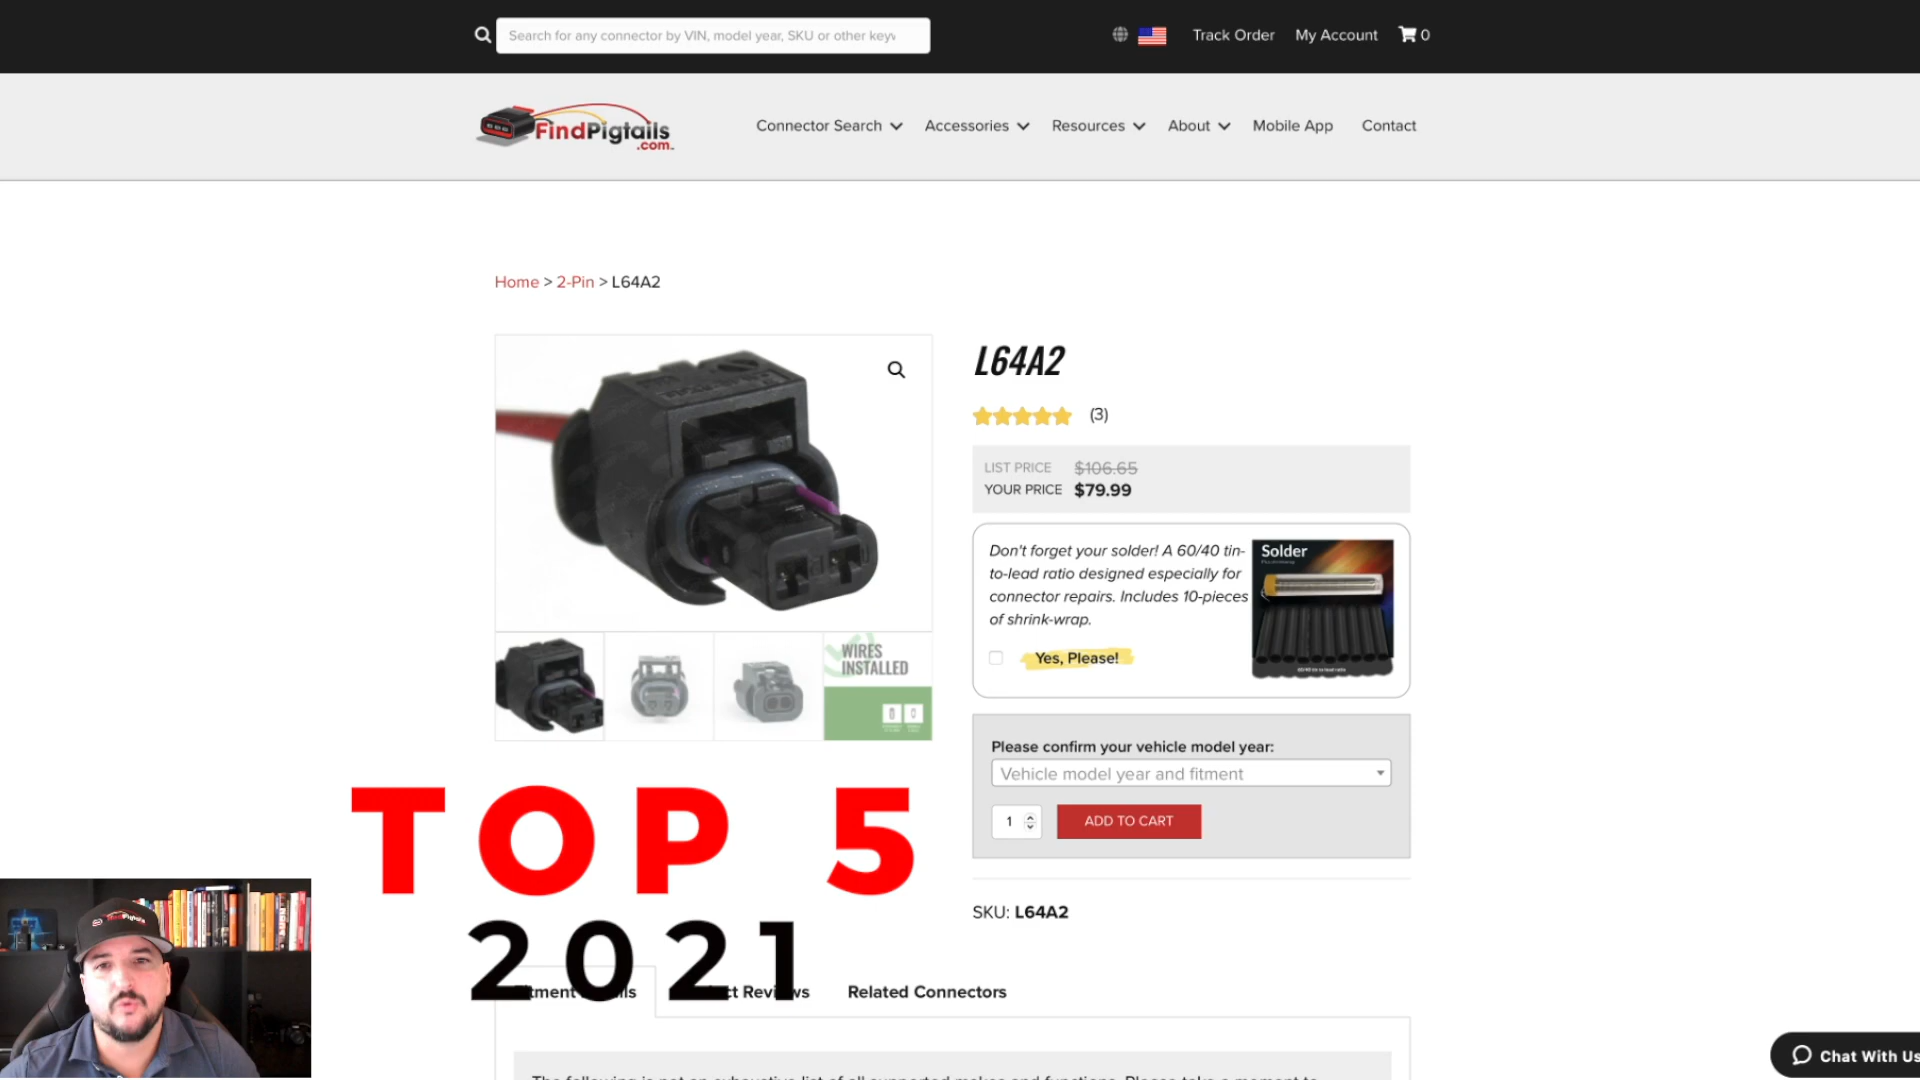 Search for any connector by VIN, model year, SKU or other keyw
Track Order
My Account
0
FindPigtails
.com
Connector Search
Accessories
Resources
About
Mobile App
Contact
Home > 2-Pin > L64A2
L64A2
(3)
LIST PRICE $106.65
YOUR PRICE $79.99
Don't forget your solder! A 60/40 tin-
to-lead ratio designed especially for
connector repairs. Includes 10-pieces
of shrink-wrap.
Yes, Please!
Solder
WIRES
INSTALLED
Please confirm your vehicle model year:
Vehicle model year and fitment
1
ADD TO CART
TOP 5
2021
SKU: L64A2
Related Connectors
Chat With Us